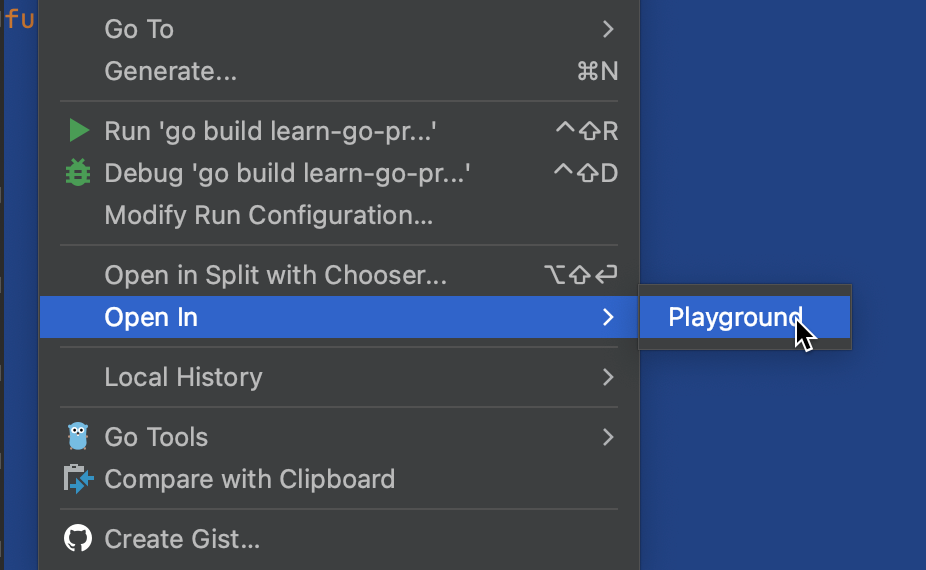 fu
Go To
Generate... ⌘N
Run 'go build learn-go-pr...' ^⇧R
Debug 'go build learn-go-pr...' ^⇧D
Modify Run Configuration...
Open in Split with Chooser... ⌥⇧↩
Open In
Playground
Local History
Go Tools
Compare with Clipboard
Create Gist...